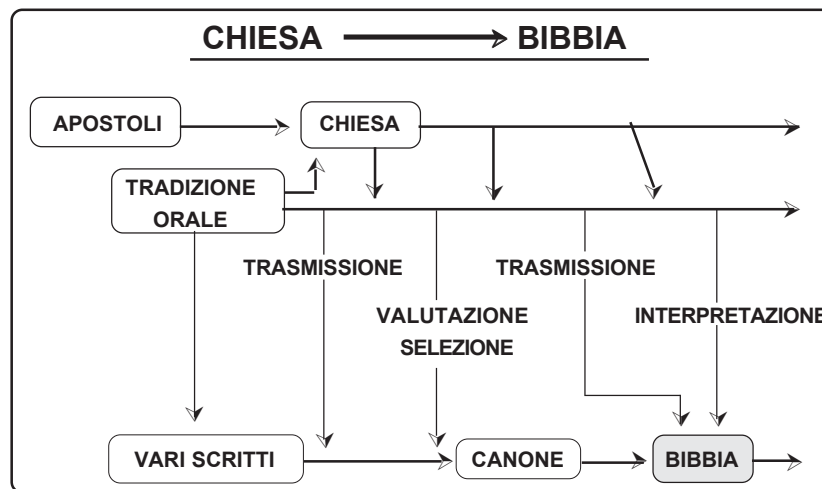 CHIESA BIBBIA
APOSTOLI CHIESA
TRADIZIONE
ORALE
TRASMISSIONE TRASMISSIONE
VALUTAZIONE INTERPRETAZIONE
SELEZIONE
VARI SCRITTI CANONE BIBBIA